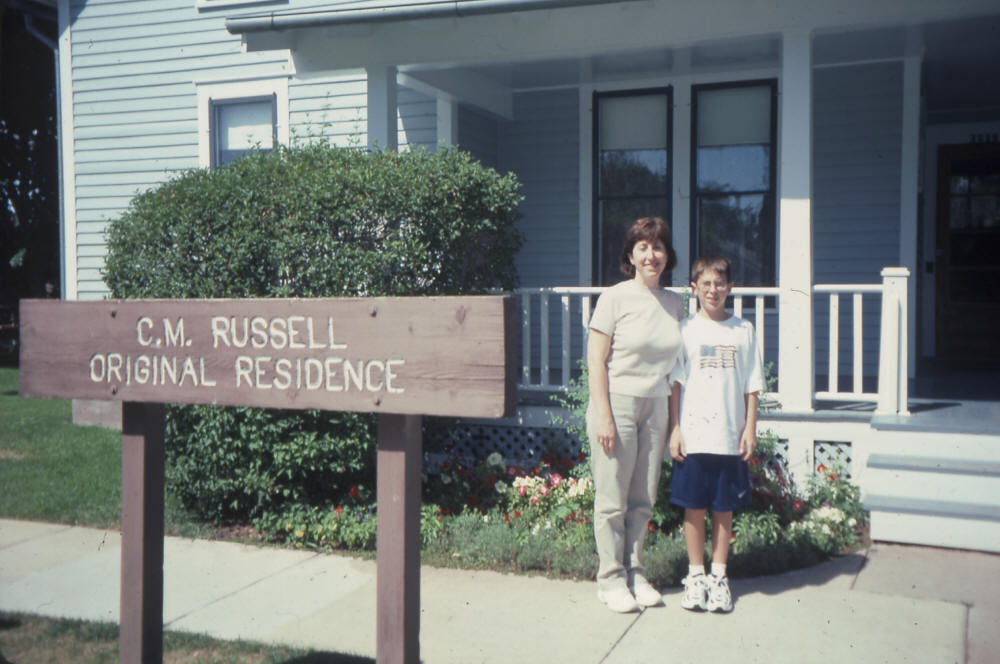 C.M. RUSSELL
ORIGINAL RESIDENCE